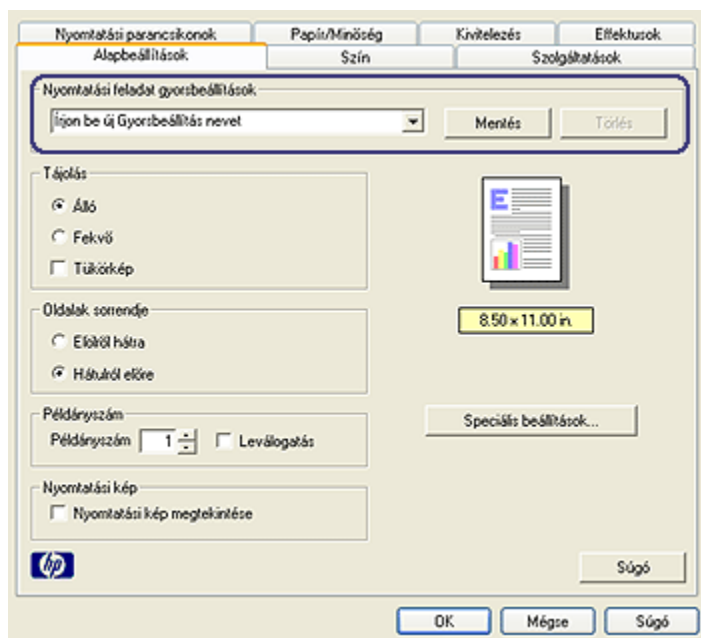 Nyomtatási parancsikonok Papír/Minőség Kivitelezés Effektusok
Alapbeállítások Szín Szolgáltatások
Nyomtatási feladat gyorsbeállítások
Írjon be új Gyorsbeállítás nevet Mentés Törlés
Tájolás
Álló
Fekvő
Tükörkép
E
8.50 × 11.00 in.
Oldalak sorrendje
Elölről hátra
Hátulról előre
Példányszám
Példányszám 1 Leválogatás
Speciális beállítások...
Nyomtatási kép
Nyomtatási kép megtekintése
hp Súgó
OK Mégse Súgó